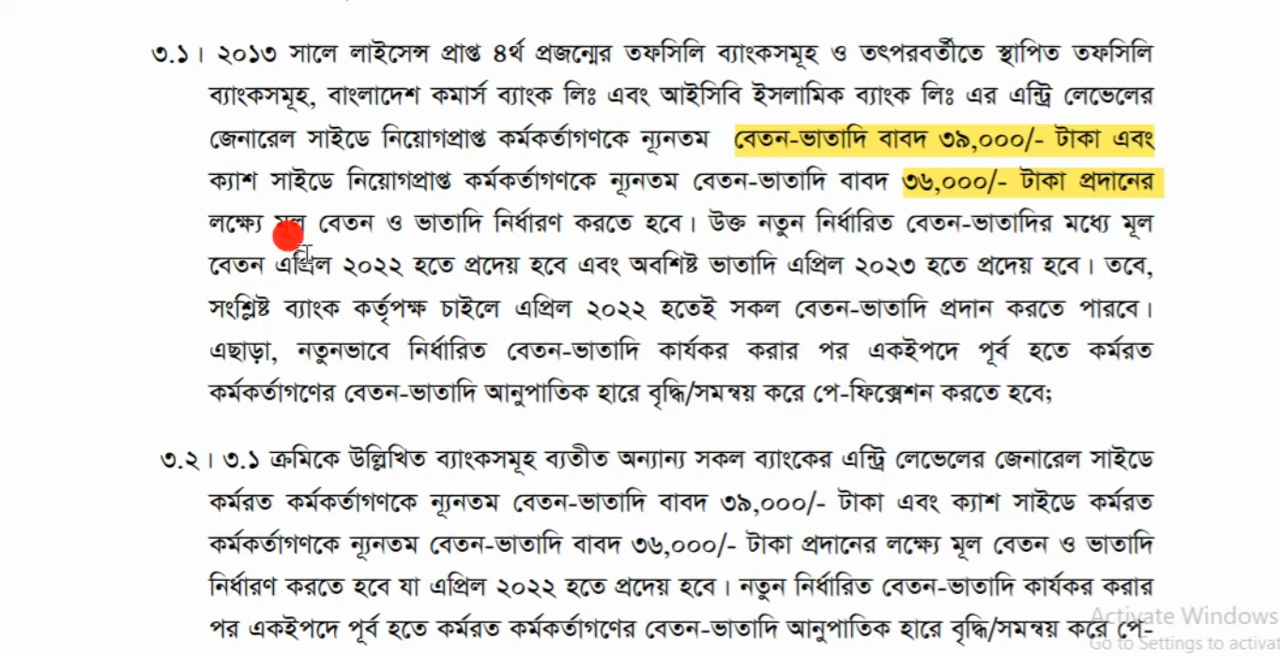 ৩.১। ২০১৩ সালে লাইসেন্স প্রাপ্ত ৪র্থ প্রজন্মের তফসিলি ব্যাংকসমূহ ও তৎপরবর্তীতে স্থাপিত তফসিলি
ব্যাংকসমূহ, বাংলাদেশ কমার্স ব্যাংক লিঃ এবং আইসিবি ইসলামিক ব্যাংক লিঃ এর এন্ট্রি লেভেলের
জেনারেল সাইডে নিয়োগপ্রাপ্ত কর্মকর্তাগণকে ন্যূনতম বেতন-ভাতাদি বাবদ ৩৯,০০০/- টাকা এবং
ক্যাশ সাইডে নিয়োগপ্রাপ্ত কর্মকর্তাগণকে ন্যূনতম বেতন-ভাতাদি বাবদ ৩৬,০০০/- টাকা প্রদানের
লক্ষ্যে মূল বেতন ও ভাতাদি নির্ধারণ করতে হবে। উক্ত নতুন নির্ধারিত বেতন-ভাতাদির মধ্যে মূল
বেতন এপ্রিল ২০২২ হতে প্রদেয় হবে এবং অবশিষ্ট ভাতাদি এপ্রিল ২০২৩ হতে প্রদেয় হবে। তবে,
সংশ্লিষ্ট ব্যাংক কর্তৃপক্ষ চাইলে এপ্রিল ২০২২ হতেই সকল বেতন-ভাতাদি প্রদান করতে পারবে।
এছাড়া, নতুনভাবে নির্ধারিত বেতন-ভাতাদি কার্যকর করার পর একইপদে পূর্ব হতে কর্মরত
কর্মকর্তাগণের বেতন-ভাতাদি আনুপাতিক হারে বৃদ্ধি/সমন্বয় করে পে-ফিক্সেশন করতে হবে;
৩.২। ৩.১ ক্রমিকে উল্লিখিত ব্যাংকসমূহ ব্যতীত অন্যান্য সকল ব্যাংকের এন্ট্রি লেভেলের জেনারেল সাইডে
কর্মরত কর্মকর্তাগণকে ন্যূনতম বেতন-ভাতাদি বাবদ ৩৯,০০০/- টাকা এবং ক্যাশ সাইডে কর্মরত
কর্মকর্তাগণকে ন্যূনতম বেতন-ভাতাদি বাবদ ৩৬,০০০/- টাকা প্রদানের লক্ষ্যে মূল বেতন ও ভাতাদি
নির্ধারণ করতে হবে যা এপ্রিল ২০২২ হতে প্রদেয় হবে। নতুন নির্ধারিত বেতন-ভাতাদি কার্যকর করার
পর একইপদে পূর্ব হতে কর্মরত কর্মকর্তাগণের বেতন-ভাতাদি আনুপাতিক হারে বৃদ্ধি/সমন্বয় করে পে-
Activate Windows
Go to Settings to activat